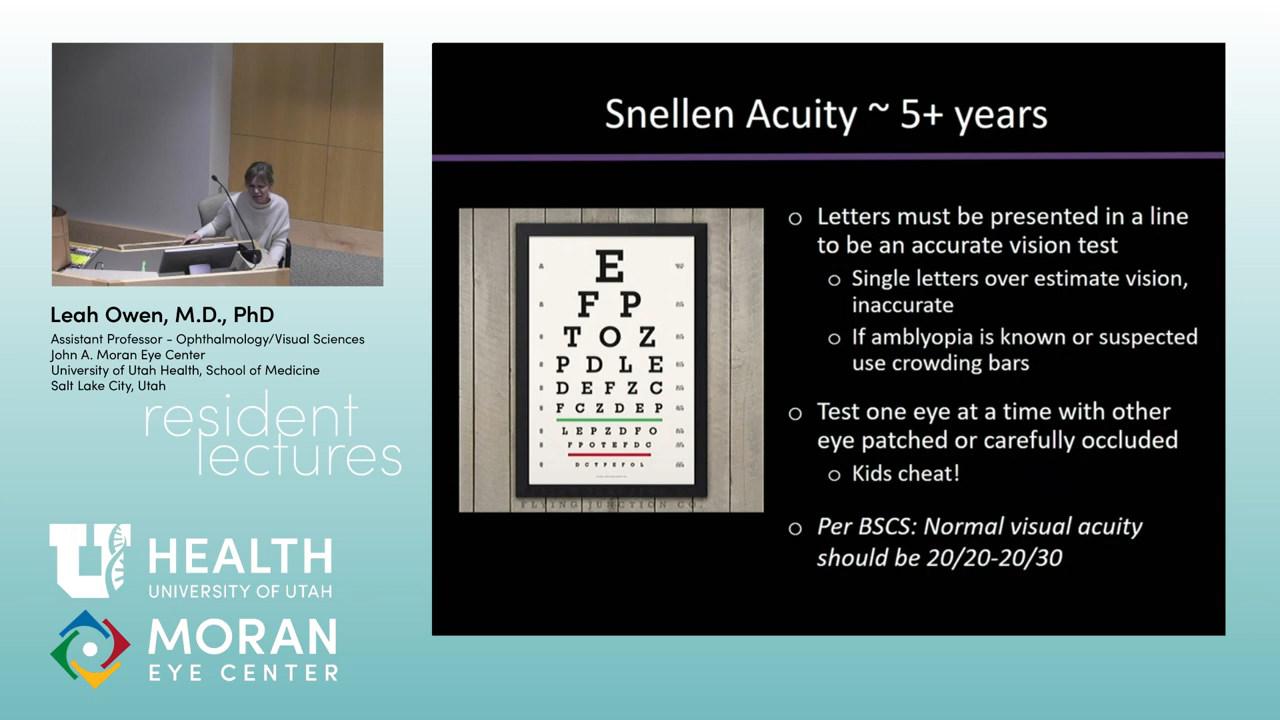 Snellen Acuity ~ 5+ years
E
F P
T O Z
P D L E
D E F Z C
F C Z D E P
L E P Z D F O
F P O T E F D C
FLYING JUNCTION CO.
○ Letters must be presented in a line
to be an accurate vision test
○ Single letters over estimate vision,
inaccurate
○ If amblyopia is known or suspected
use crowding bars
○ Test one eye at a time with other
eye patched or carefully occluded
○ Kids cheat!
○ Per BSCS: Normal visual acuity
should be 20/20-20/30
Leah Owen, M.D., PhD
Assistant Professor - Ophthalmology/Visual Sciences
John A. Moran Eye Center
University of Utah Health, School of Medicine
Salt Lake City, Utah
resident
lectures
U HEALTH
UNIVERSITY OF UTAH
MORAN
EYE CENTER